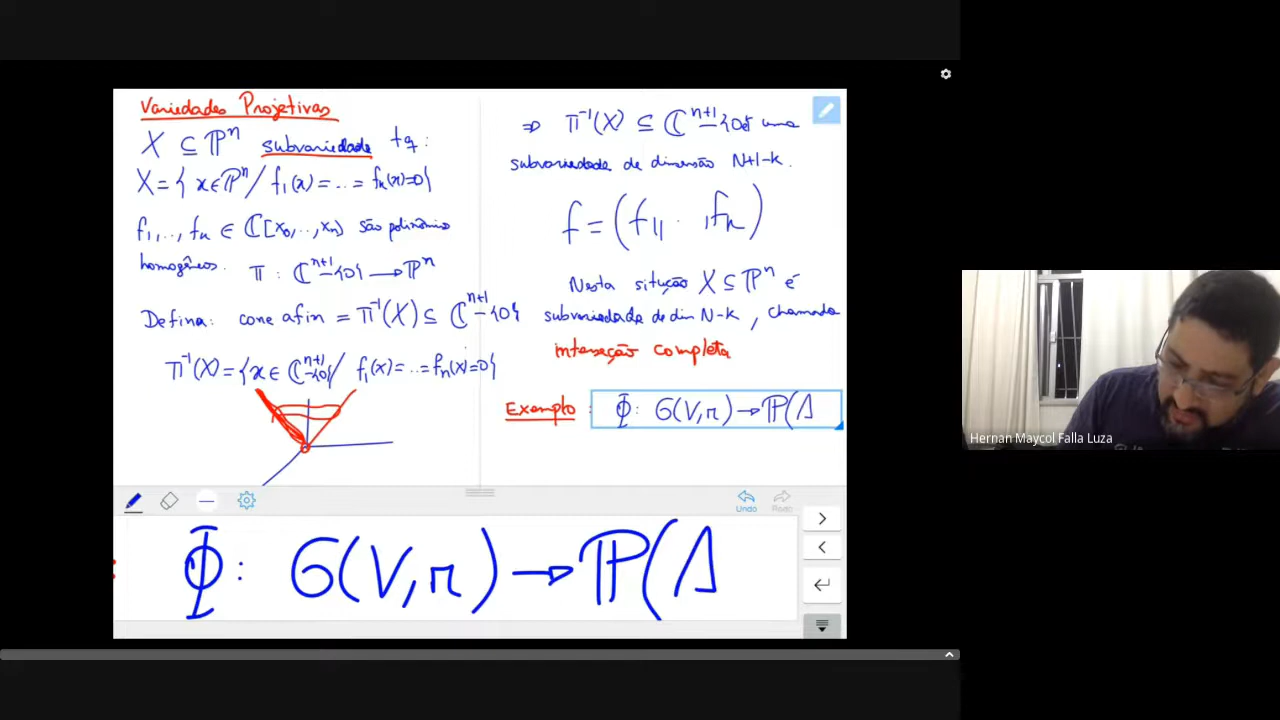 Variedades Projetivas
X ⊆ ℙⁿ subvariedade tq:
X = { x ∈ ℙⁿ / f₁(x) = ... = fₖ(x) = 0 }
f₁, .., fₖ ∈ ℂ[x₀, .., xₙ] são polinômio
homogêneos. π : ℂⁿ⁺¹−{0} → ℙⁿ
Defina: cone afin = π⁻¹(X) ⊆ ℂⁿ⁺¹−{0}
π⁻¹(X) = { x ∈ ℂⁿ⁺¹−{0} / f₁(x) = .. = fₖ(x) = 0 }
⇒ π⁻¹(X) ⊆ ℂⁿ⁺¹−{0} é uma
subvariedade de dimensão N+1−k.
f = (f₁, .. , fₖ)
Nesta situção X ⊆ ℙⁿ é
subvariedade de dim N−k, chamada
interseção completa
Exemplo : Φ : G(V, r) → ℙ(Λ
Undo
Redo
Φ : G(V, r) → ℙ(Λ
Hernan Maycol Falla Luza